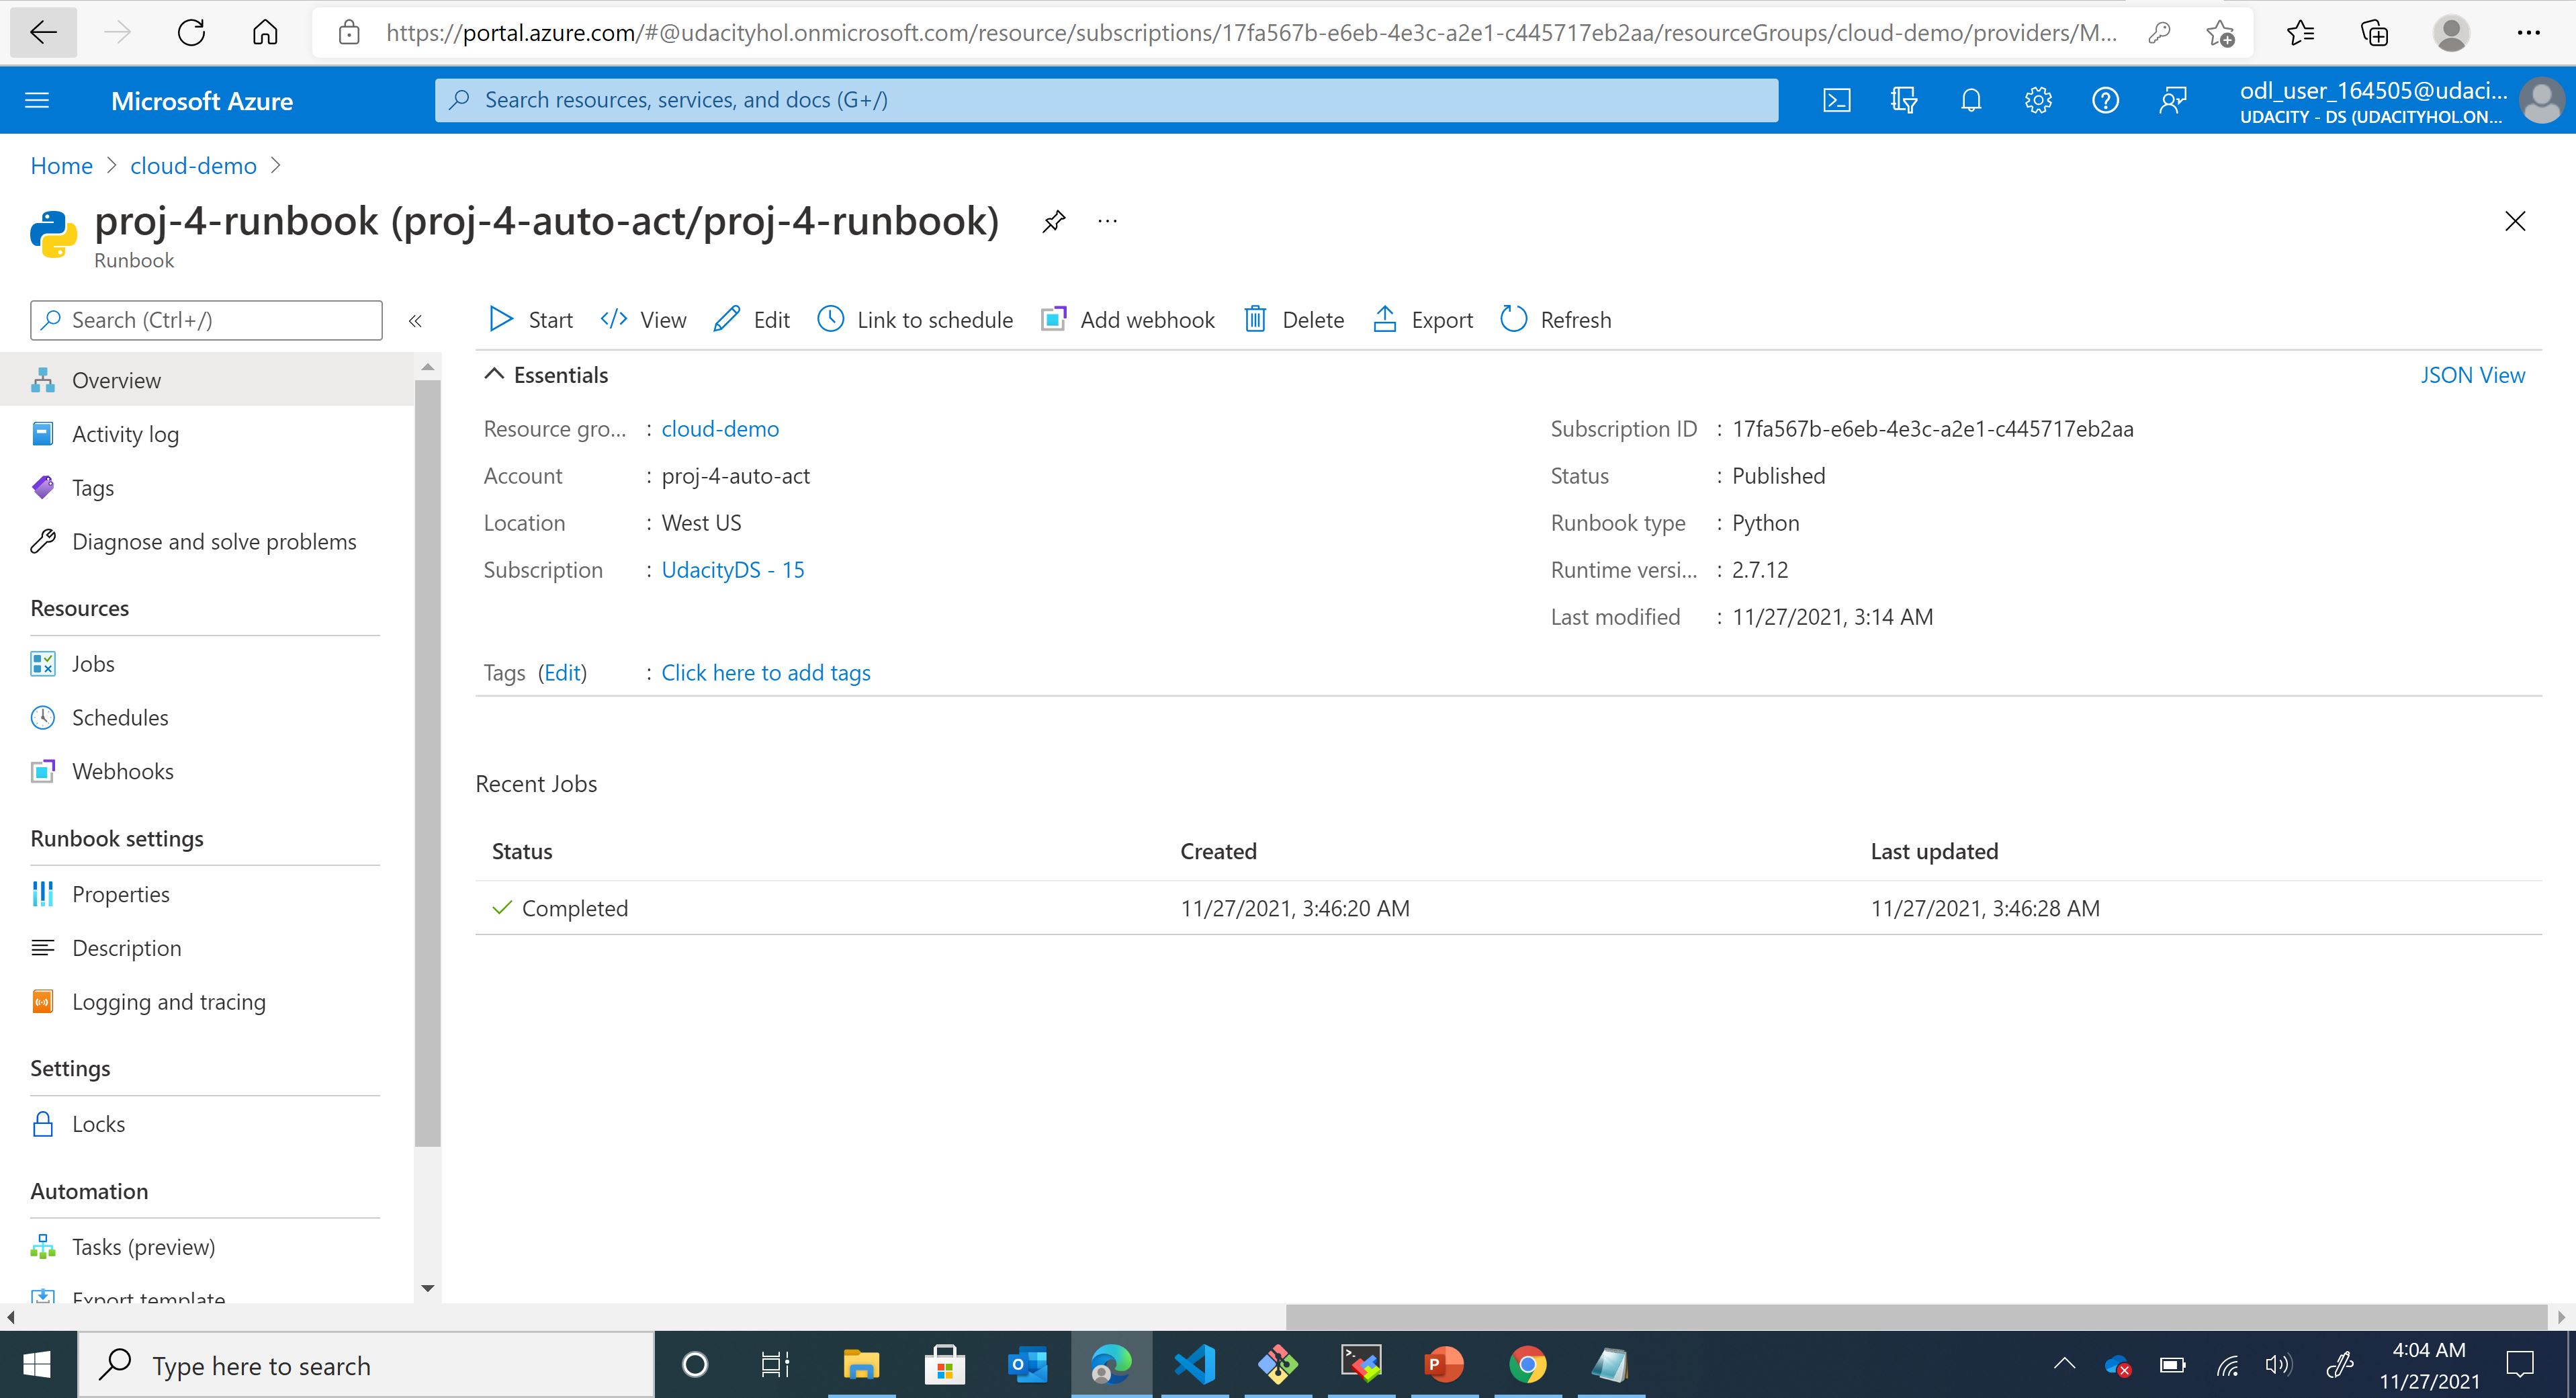 https://portal.azure.com/#@udacityhol.onmicrosoft.com/resource/subscriptions/17fa567b-e6eb-4e3c-a2e1-c445717eb2aa/resourceGroups/cloud-demo/providers/M...
Microsoft Azure
Search resources, services, and docs (G+/)
odl_user_164505@udaci...
UDACITY - DS (UDACITYHOL.ON...
Home > cloud-demo >
proj-4-runbook (proj-4-auto-act/proj-4-runbook)
Runbook
Search (Ctrl+/)
Start View Edit Link to schedule Add webhook Delete Export Refresh
Overview
Activity log
Tags
Diagnose and solve problems
Resources
Jobs
Schedules
Webhooks
Runbook settings
Properties
Description
Logging and tracing
Settings
Locks
Automation
Tasks (preview)
Export template
Essentials
JSON View
Resource gro... : cloud-demo
Account : proj-4-auto-act
Location : West US
Subscription : UdacityDS - 15
Subscription ID : 17fa567b-e6eb-4e3c-a2e1-c445717eb2aa
Status : Published
Runbook type : Python
Runtime versi... : 2.7.12
Last modified : 11/27/2021, 3:14 AM
Tags (Edit) : Click here to add tags
Recent Jobs
Status Created Last updated
Completed 11/27/2021, 3:46:20 AM 11/27/2021, 3:46:28 AM
Type here to search
4:04 AM
11/27/2021